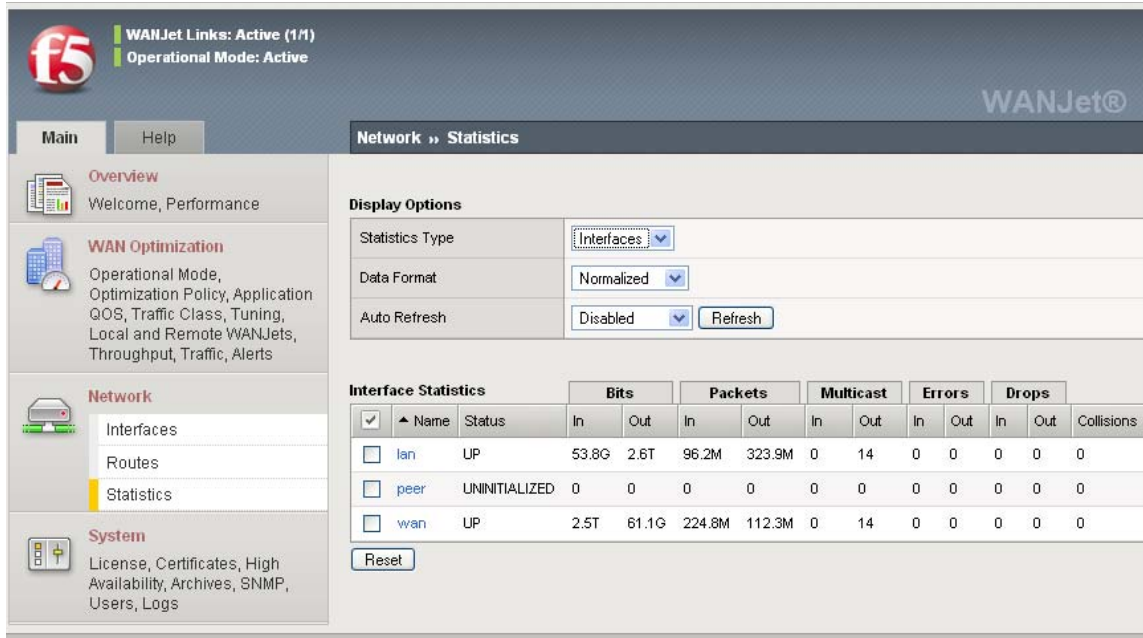 f5
WANJet Links: Active (1/1)
Operational Mode: Active
WANJet®
Main
Help
Network » Statistics
Overview
Welcome, Performance
WAN Optimization
Operational Mode,
Optimization Policy, Application
QOS, Traffic Class, Tuning,
Local and Remote WANJets,
Throughput, Traffic, Alerts
Network
Interfaces
Routes
Statistics
System
License, Certificates, High
Availability, Archives, SNMP,
Users, Logs
Display Options
Statistics Type Interfaces
Data Format Normalized
Auto Refresh Disabled Refresh
Interface Statistics Bits Packets Multicast Errors Drops
Name Status In Out In Out In Out In Out In Out Collisions
lan UP 53.8G 2.6T 96.2M 323.9M 0 14 0 0 0 0 0
peer UNINITIALIZED 0 0 0 0 0 0 0 0 0 0 0
wan UP 2.5T 61.1G 224.8M 112.3M 0 14 0 0 0 0 0
Reset